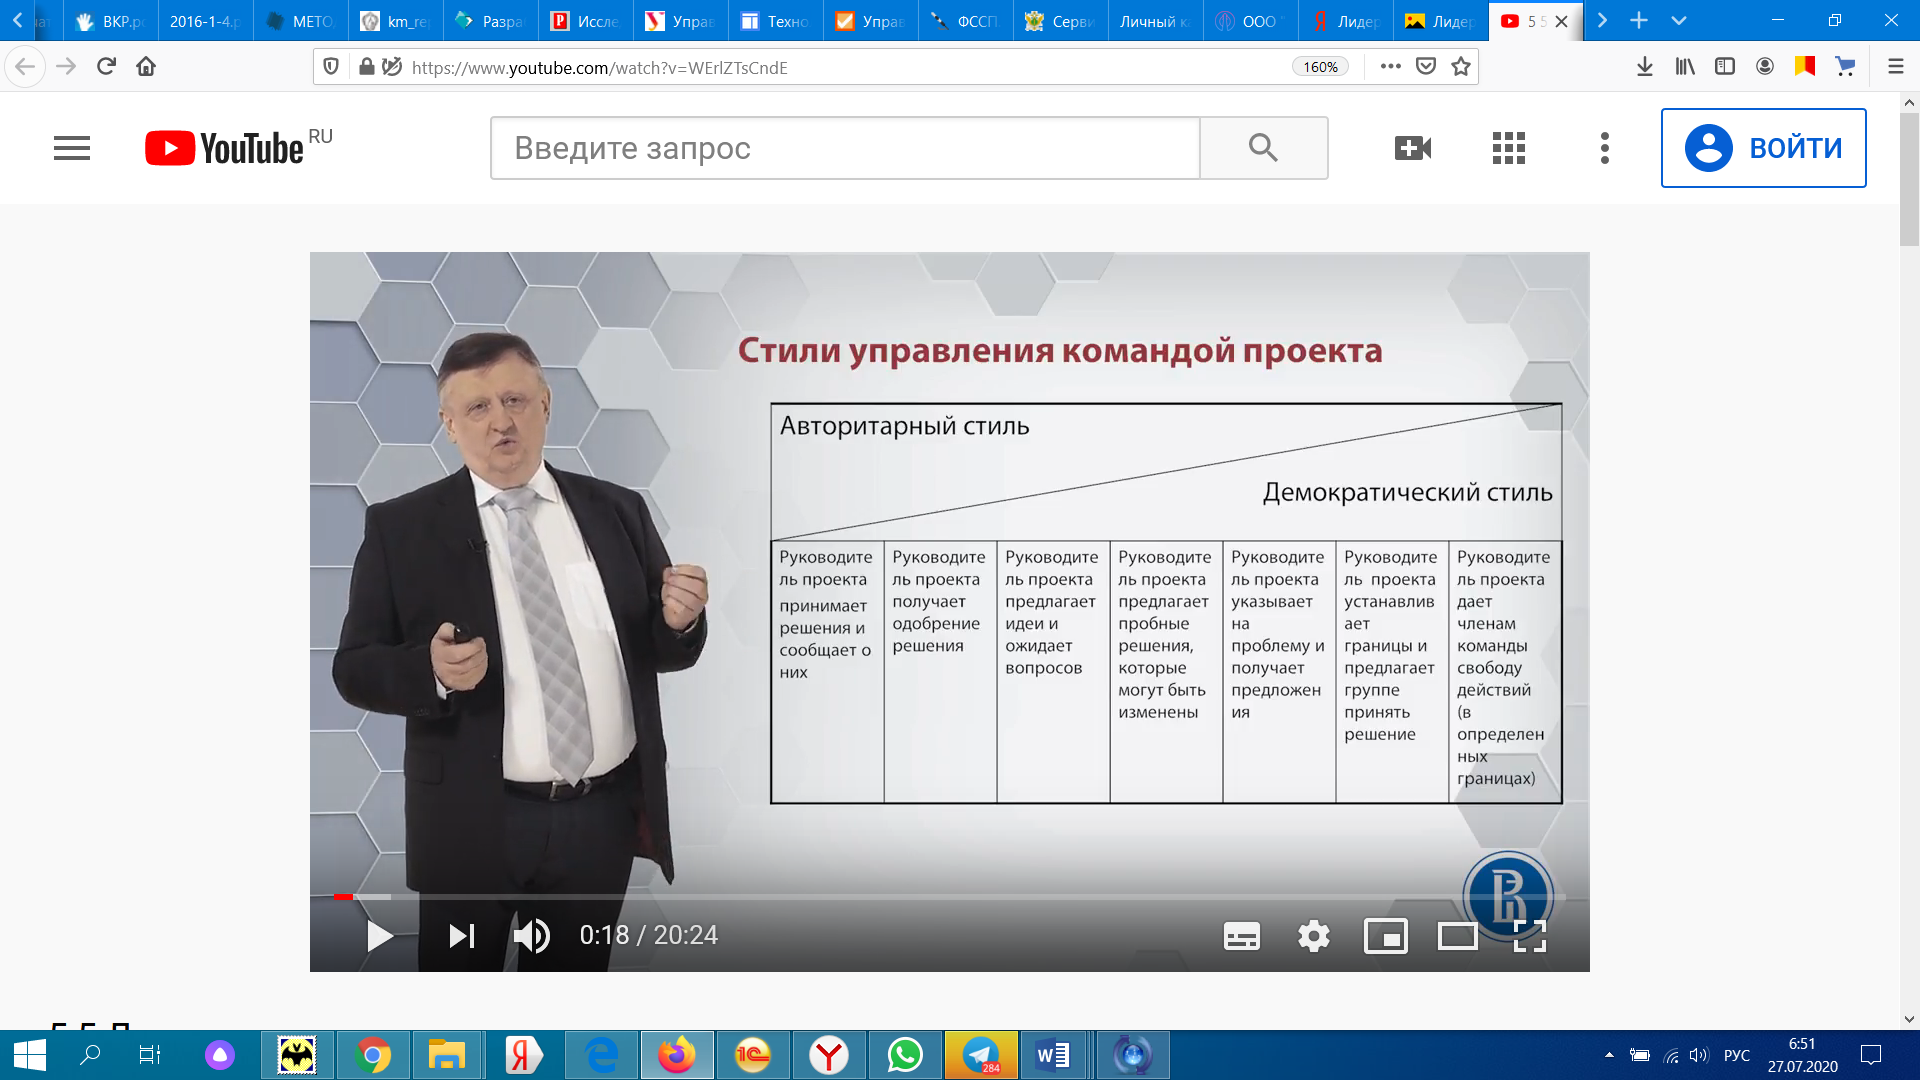 ВКР.ро
2016-1-4.р
МЕТО,
km_rep
Разра
Иссле
Управ
Техно
Управ
ФССП
Серви
Личный к
ООО "
Лидер
Лидер
5 5
https://www.youtube.com/watch?v=WErlZTsCndE
160%
YouTube RU
Введите запрос
ВОЙТИ
Стили управления командой проекта
Авторитарный стиль
Демократический стиль
Руководите
ль проекта
принимает
решения и
сообщает о
них
Руководите
ль проекта
получает
одобрение
решения
Руководите
ль проекта
предлагает
идеи и
ожидает
вопросов
Руководите
ль проекта
предлагает
пробные
решения,
которые
могут быть
изменены
Руководите
ль проекта
указывает
на
проблему и
получает
предложен
ия
Руководите
ль проекта
устанавлив
ает
границы и
предлагает
группе
принять
решение
Руководите
ль проекта
дает
членам
команды
свободу
действий
(в
определен
ных
границах)
0:18 / 20:24
284
РУС
6:51
27.07.2020